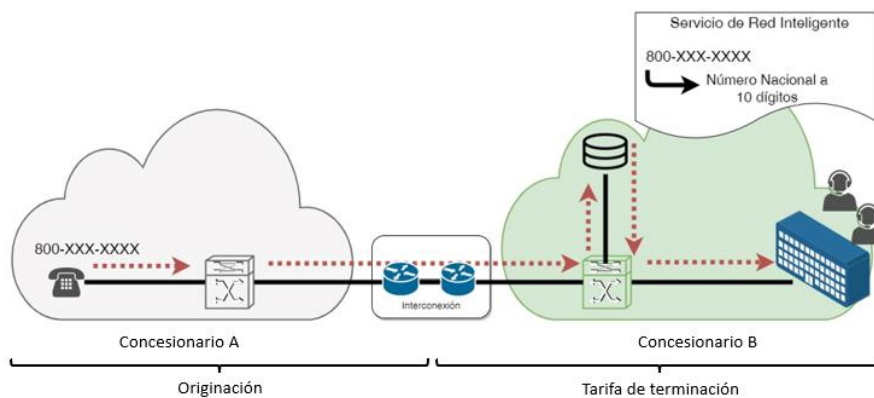 Servicio de Red Inteligente
800-XXX-XXXX
Número Nacional a
10 dígitos
800-XXX-XXXX
Interconexión
Concesionario A
Concesionario B
Originación
Tarifa de terminación